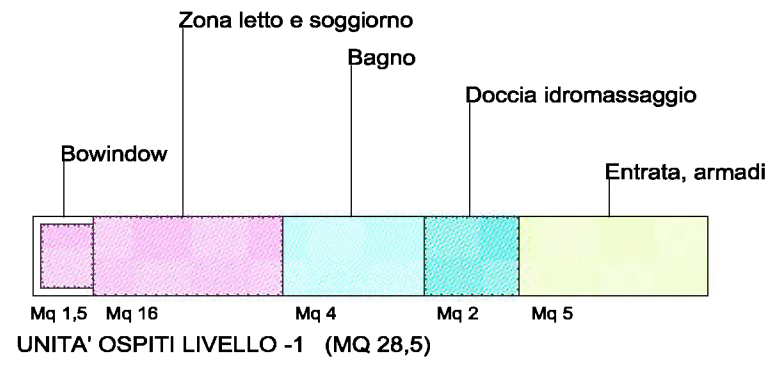 Zona letto e soggiorno
Bagno
Doccia idromassaggio
Bowindow
Entrata, armadi
Mq 1,5 Mq 16 Mq 4 Mq 2 Mq 5
UNITA' OSPITI LIVELLO -1 (MQ 28,5)